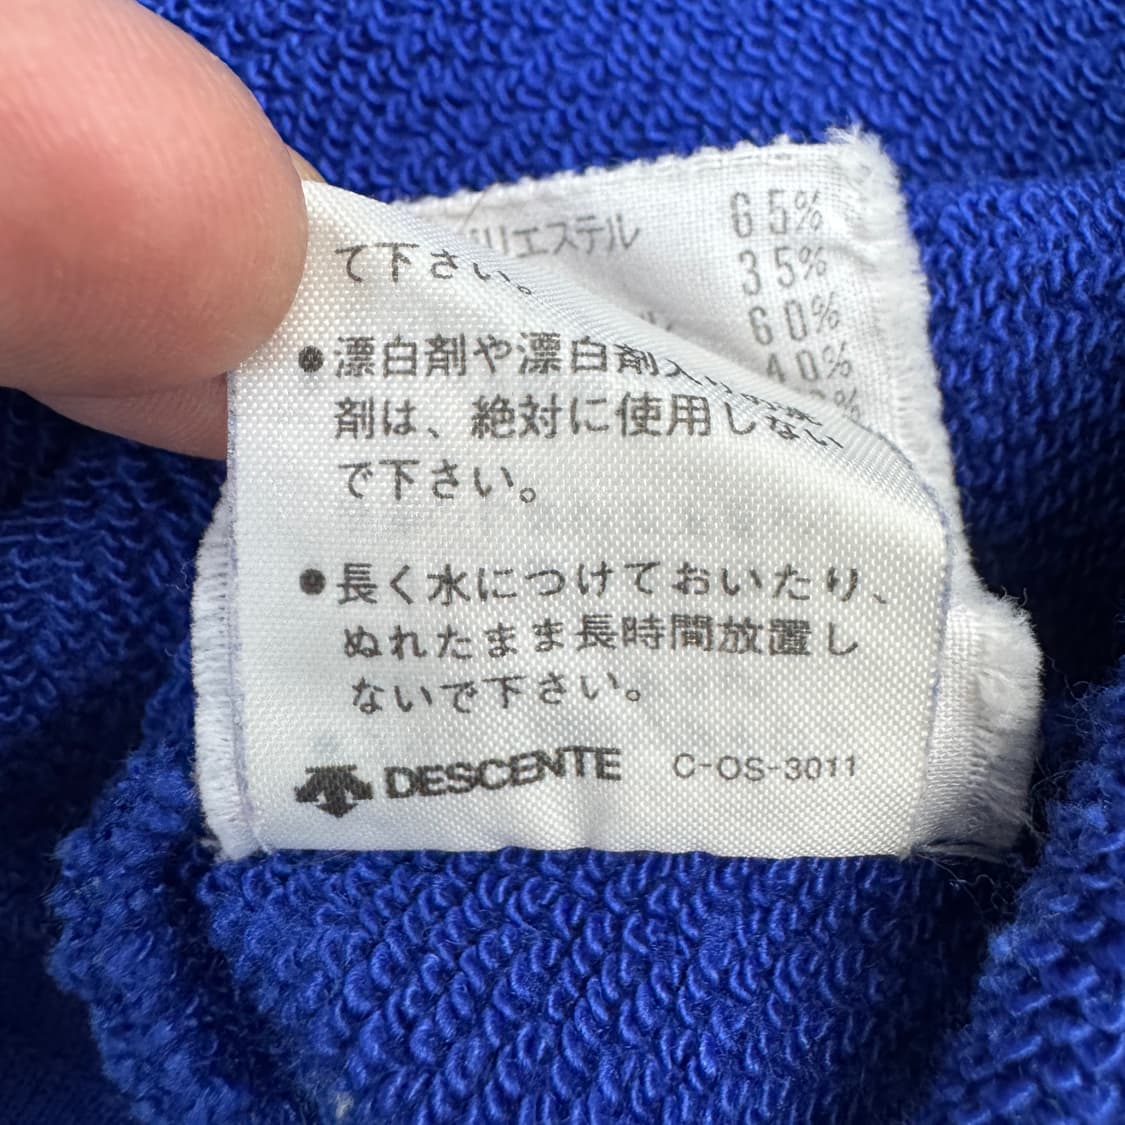 リエステル 65%
35%
60%
40%
て下さい。
●漂白剤や漂白剤入りの洗
剤は、絶対に使用しない
で下さい。
●長く水につけておいたり、
ぬれたまま長時間放置し
ないで下さい。
DESCENTE C-OS-3011